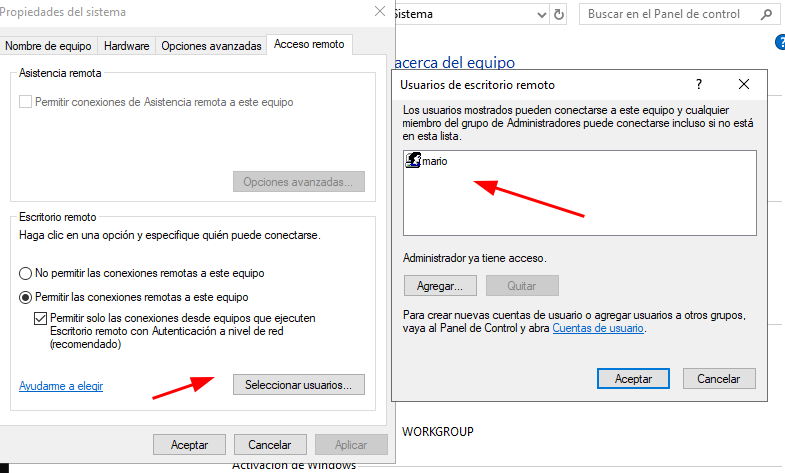 Propiedades del sistema
Nombre de equipo
Hardware
Opciones avanzadas
Acceso remoto
Asistencia remota
Permitir conexiones de Asistencia remota a este equipo
Opciones avanzadas...
Escritorio remoto
Haga clic en una opción y especifique quién puede conectarse.
No permitir las conexiones remotas a este equipo
Permitir las conexiones remotas a este equipo
Permitir solo las conexiones desde equipos que ejecuten
Escritorio remoto con Autenticación a nivel de red
(recomendado)
Ayudarme a elegir
Seleccionar usuarios...
Aceptar
Cancelar
Aplicar
Sistema
Buscar en el Panel de control
?
acerca del equipo
Usuarios de escritorio remoto
?
Los usuarios mostrados pueden conectarse a este equipo y cualquier
miembro del grupo de Administradores puede conectarse incluso si no está
en esta lista.
mario
Administrador ya tiene acceso.
Agregar...
Quitar
Para crear nuevas cuentas de usuario o agregar usuarios a otros grupos,
vaya al Panel de Control y abra Cuentas de usuario.
Aceptar
Cancelar
WORKGROUP
Activación de Windows